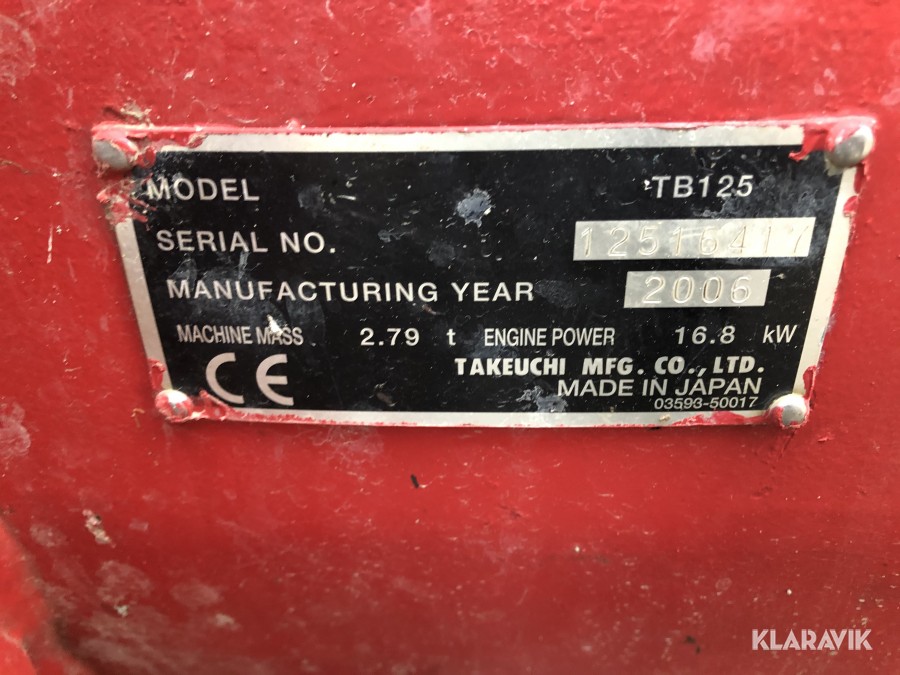 MODEL TB125
SERIAL NO. 12516417
MANUFACTURING YEAR 2006
MACHINE MASS 2.79 t ENGINE POWER 16.8 kW
CE TAKEUCHI MFG. CO., LTD.
MADE IN JAPAN
03593-50017
KLARAVIK